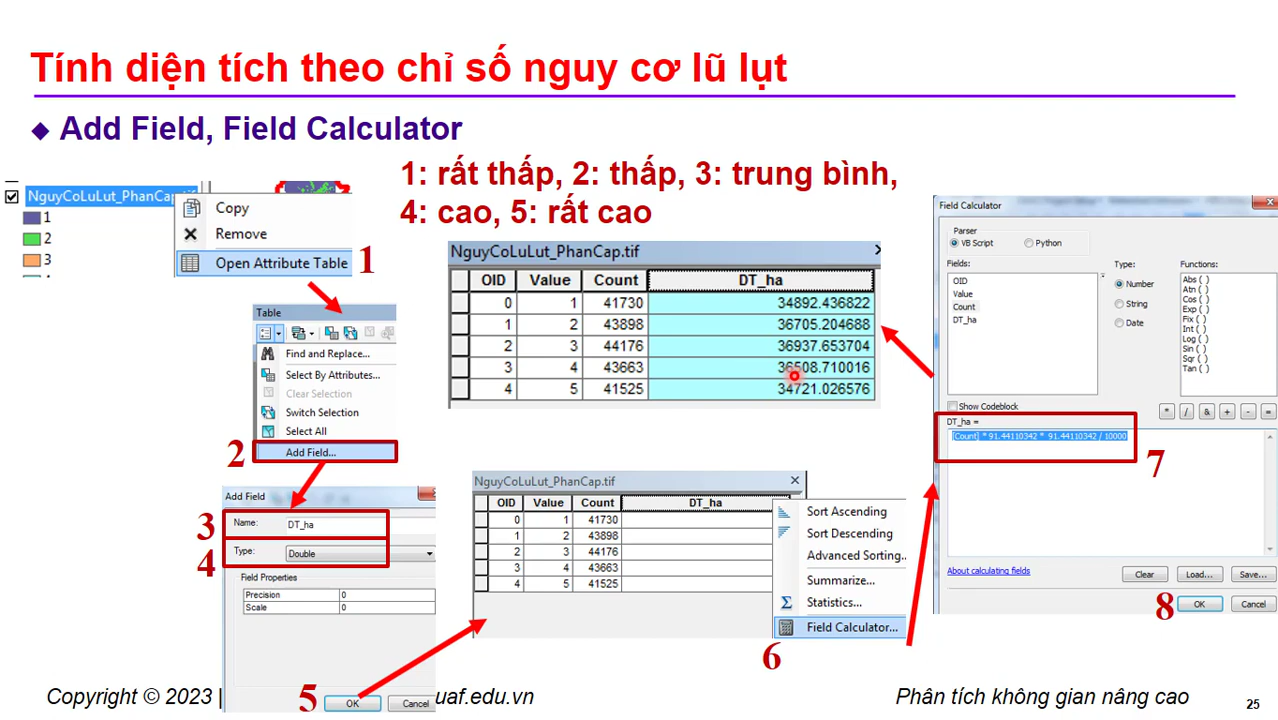 Tính diện tích theo chỉ số nguy cơ lũ lụt
◆ Add Field, Field Calculator
1: rất thấp, 2: thấp, 3: trung bình,
4: cao, 5: rất cao
NguyCoLuLut_PhanCap.tif
1
2
3
Copy
Remove
Open Attribute Table
1
Table
Find and Replace...
Select By Attributes...
Clear Selection
Switch Selection
Select All
Add Field...
2
Add Field
3
Name: DT_ha
4
Type: Double
Field Properties
Precision 0
Scale 0
5
OK Cancel
NguyCoLuLut_PhanCap.tif
OID Value Count DT_ha
0 1 41730 34892.436822
1 2 43898 36705.204688
2 3 44176 36937.653704
3 4 43663 36508.710016
4 5 41525 34721.026576
NguyCoLuLut_PhanCap.tif
OID Value Count DT_ha
0 1 41730
1 2 43898
2 3 44176
3 4 43663
4 5 41525
Sort Ascending
Sort Descending
Advanced Sorting..
Summarize...
Statistics...
Field Calculator...
6
Field Calculator
Parser
VB Script Python
Fields: Type: Functions:
OID
Value
Count
DT_ha
Number
String
Date
Abs ( )
Atn ( )
Cos ( )
Exp ( )
Fix ( )
Int ( )
Log ( )
Sin ( )
Sqr ( )
Tan ( )
Show Codeblock
* / & + - =
DT_ha =
[Count] * 91.44110342 * 91.44110342 / 10000
7
About calculating fields
Clear Load... Save...
8
OK Cancel
Copyright © 2023 | uaf.edu.vn
Phân tích không gian nâng cao
25